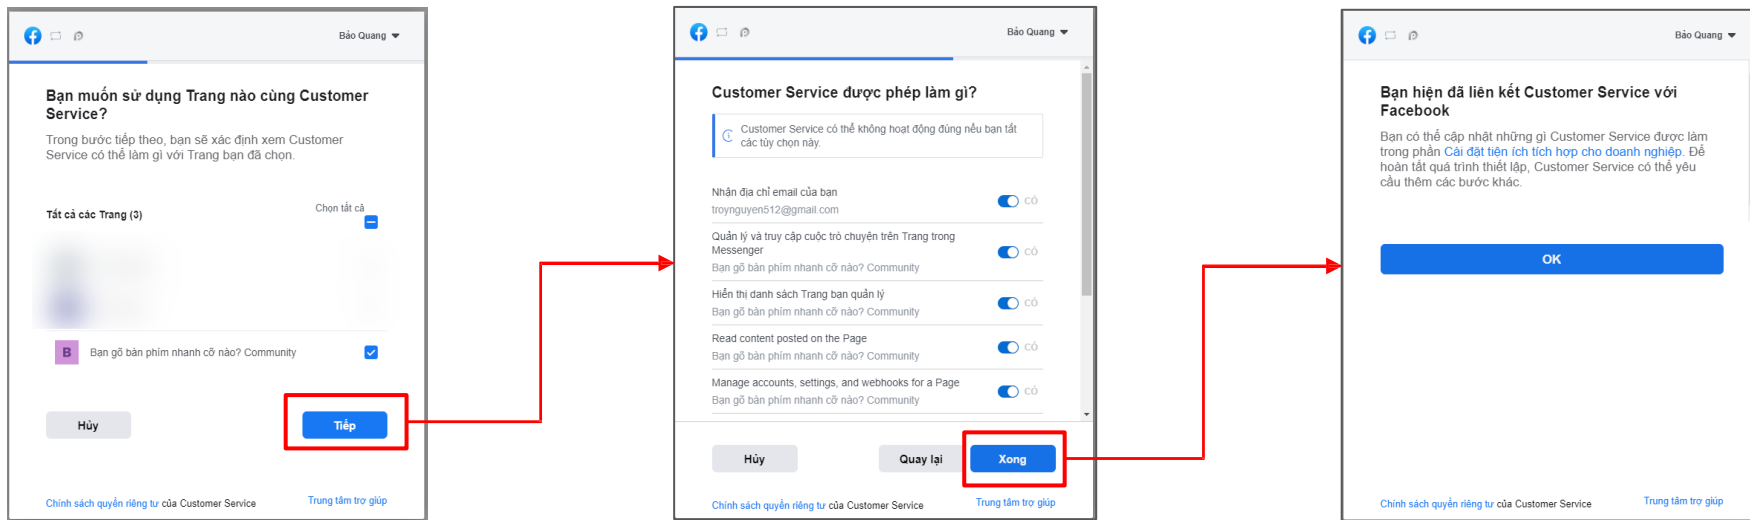 Bảo Quang
Bạn muốn sử dụng Trang nào cùng Customer
Service?
Trong bước tiếp theo, bạn sẽ xác định xem Customer
Service có thể làm gì với Trang bạn đã chọn.
Tất cả các Trang (3)
Chọn tất cả
B
Bạn gõ bàn phím nhanh cỡ nào? Community
Hủy
Tiếp
Chính sách quyền riêng tư của Customer Service
Trung tâm trợ giúp
Bảo Quang
Customer Service được phép làm gì?
Customer Service có thể không hoạt động đúng nếu bạn tắt
các tùy chọn này.
Nhận địa chỉ email của bạn
troynguyen512@gmail.com
CÓ
Quản lý và truy cập cuộc trò chuyện trên Trang trong
Messenger
Bạn gõ bàn phím nhanh cỡ nào? Community
CÓ
Hiển thị danh sách Trang bạn quản lý
Bạn gõ bàn phím nhanh cỡ nào? Community
CÓ
Read content posted on the Page
Bạn gõ bàn phím nhanh cỡ nào? Community
CÓ
Manage accounts, settings, and webhooks for a Page
Bạn gõ bàn phím nhanh cỡ nào? Community
CÓ
Hủy
Quay lại
Xong
Chính sách quyền riêng tư của Customer Service
Trung tâm trợ giúp
Bảo Quang
Bạn hiện đã liên kết Customer Service với
Facebook
Bạn có thể cập nhật những gì Customer Service được làm
trong phần Cài đặt tiện ích tích hợp cho doanh nghiệp. Để
hoàn tất quá trình thiết lập, Customer Service có thể yêu
cầu thêm các bước khác.
OK
Chính sách quyền riêng tư của Customer Service
Trung tâm trợ giúp